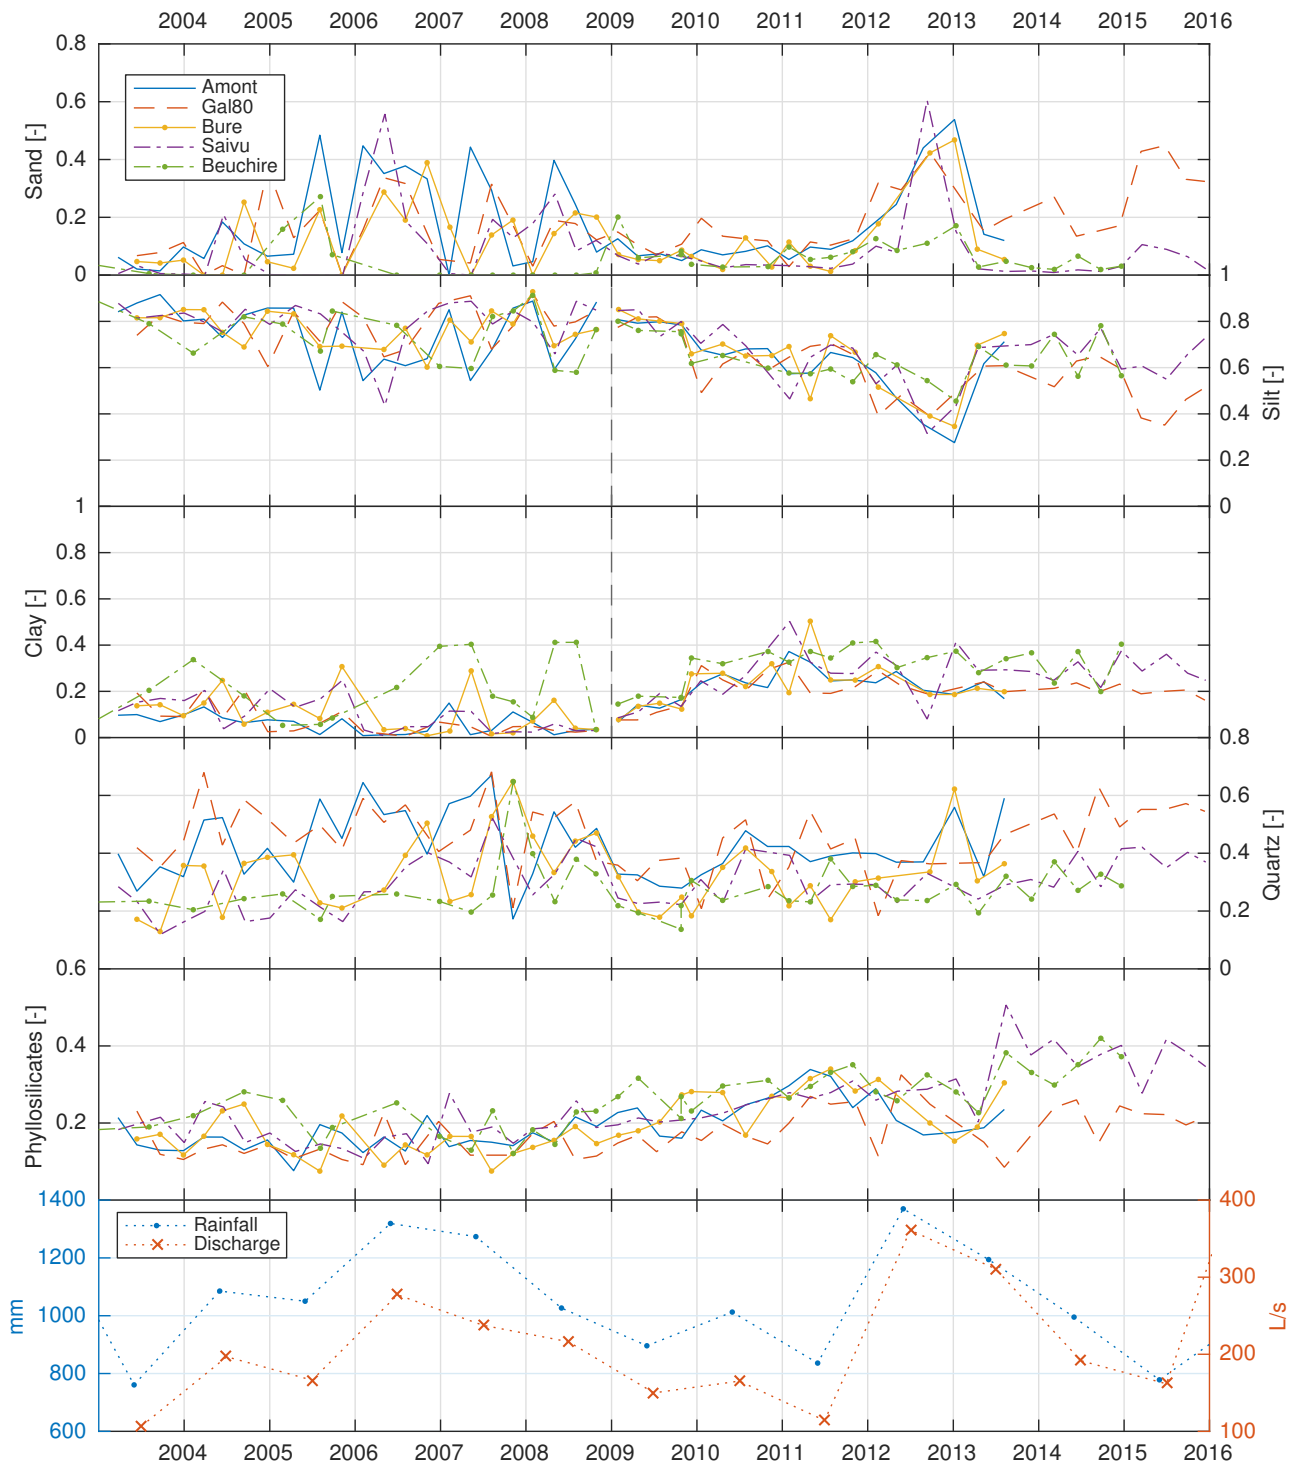 2004 2005 2006 2007 2008 2009 2010 2011 2012 2013 2014 2015 2016
0.8
0.6
0.4
0.2
0
Sand [-]
Amont
Gal80
Bure
Saivu
Beuchire
1
0.8
0.6
0.4
0.2
0
Silt [-]
1
0.8
0.6
0.4
0.2
0
Clay [-]
0.8
0.6
0.4
0.2
0
Quartz [-]
0.6
0.4
0.2
Phyllosilicates [-]
1400
1200
1000
800
600
mm
Rainfall
Discharge
400
300
200
100
L/s
2004 2005 2006 2007 2008 2009 2010 2011 2012 2013 2014 2015 2016